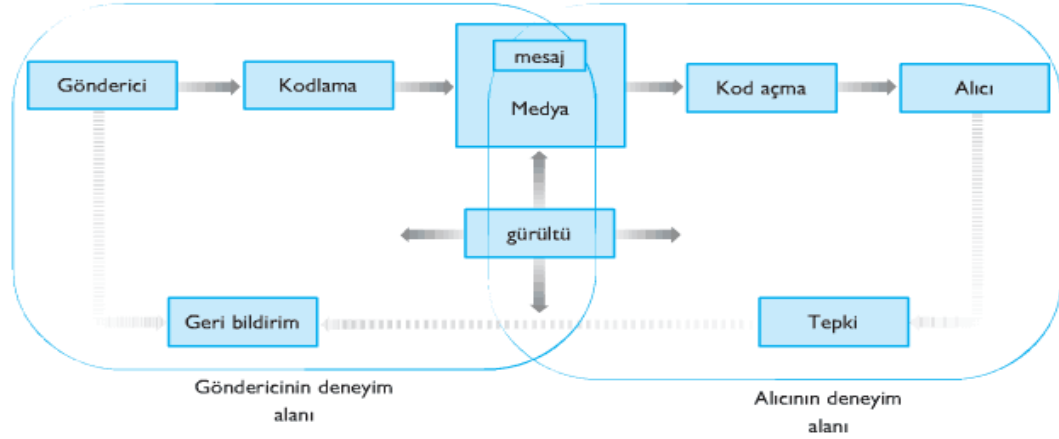 Gönderici
Kodlama
mesaj
Medya
Kod açma
Alıcı
gürültü
Geri bildirim
Tepki
Göndericinin deneyim
alanı
Alıcının deneyim
alanı